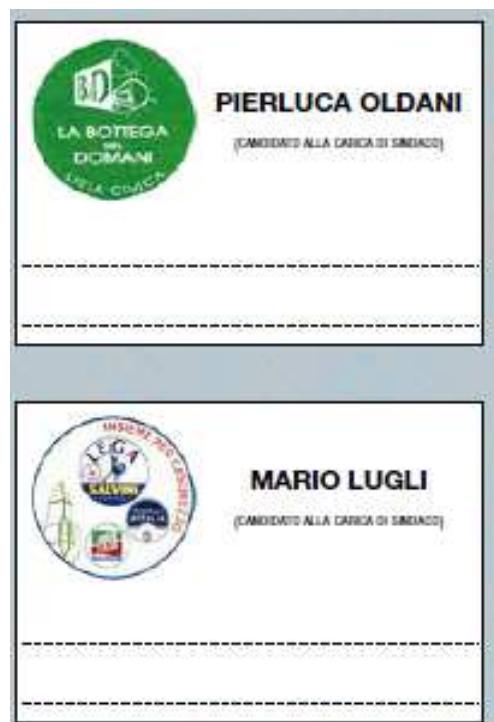 BD
LA BOTTEGA
DEL
DOMANI
LISTA CIVICA
PIERLUCA OLDANI
(CANDIDATO ALLA CARICA DI SINDACO)
INSIEME PER
LEGA
SALVINI
MARIO LUGLI
(CANDIDATO ALLA CARICA DI SINDACO)